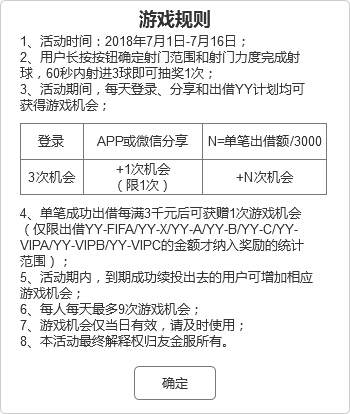 游戏规则
1、活动时间：2018年7月1日-7月16日；
2、用户长按按钮确定射门范围和射门力度完成射
球，60秒内射进3球即可抽奖1次；
3、活动期间，每天登录、分享和出借YY计划均可
获得游戏机会；
登录 APP或微信分享 N=单笔出借额/3000
3次机会 +1次机会 +N次机会
（限1次）
4、单笔成功出借每满3千元后可获赠1次游戏机会
（仅限出借YY-FIFA/YY-X/YY-A/YY-B/YY-C/YY-
VIPA/YY-VIPB/YY-VIPC的金额才纳入奖励的统计
范围）；
5、活动期内，到期成功续投出去的用户可增加相应
游戏机会；
6、每人每天最多9次游戏机会；
7、游戏机会仅当日有效，请及时使用；
8、本活动最终解释权归友金服所有。
确定